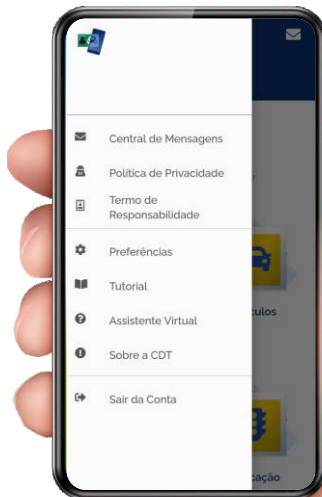 Central de Mensagens
Política de Privacidade
Termo de
Responsabilidade
Preferências
culos
Tutorial
Assistente Virtual
Sobre a CDT
Sair da Conta
cação